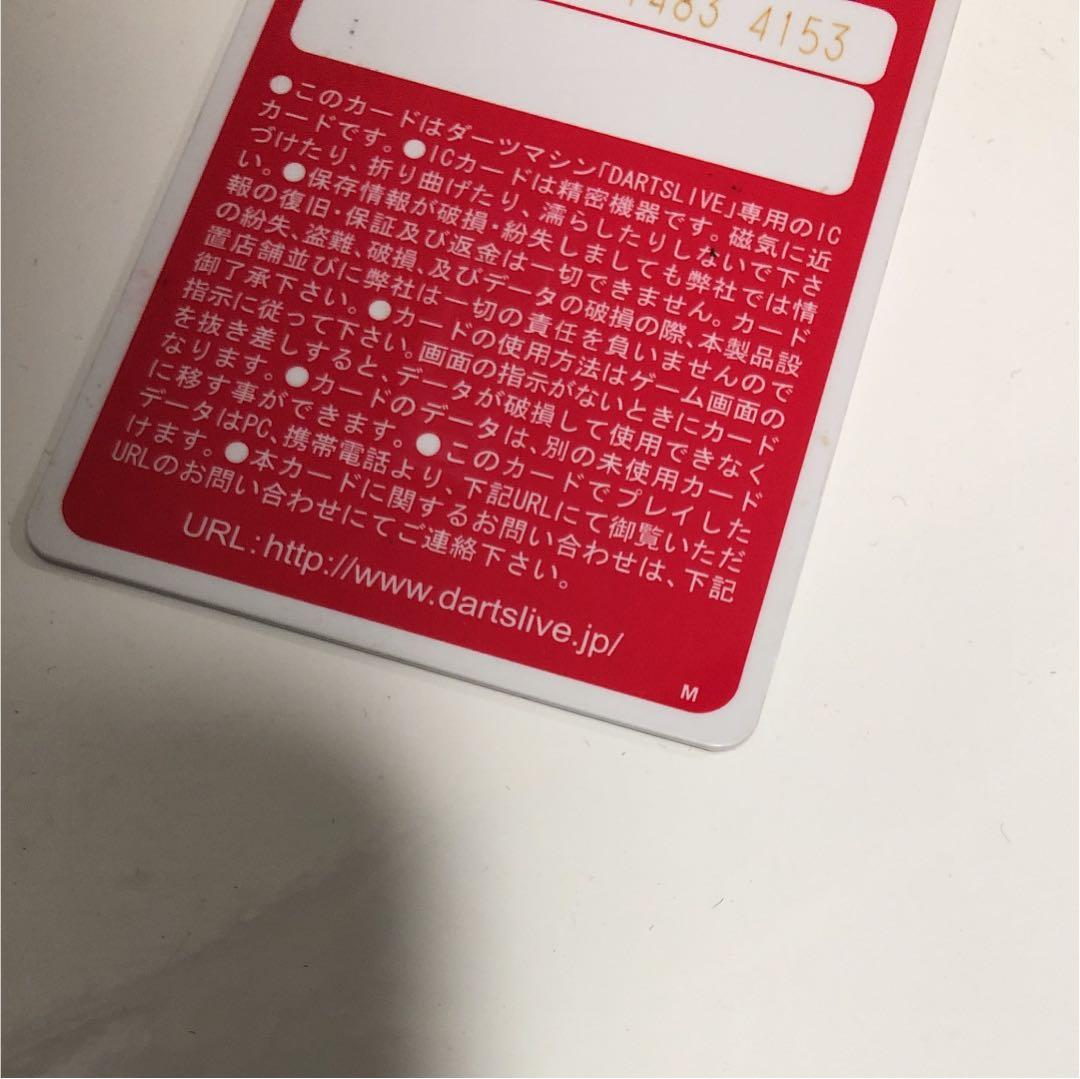 483 4153
●このカードはダーツマシン「DARTSLIVE」専用のIC
カードです。●ICカードは精密機器です。磁気に近
づけたり、折り曲げたり、濡らしたりしないで下さ
い。●保存情報が破損・紛失しましても弊社では情
報の復旧・保証及び返金は一切できません。カード
の紛失、盗難、破損、及びデータの破損の際、本製品設
置店舗並びに弊社は一切の責任を負いませんので
御了承下さい。●カードの使用方法はゲーム画面の
指示に従って下さい。画面の指示がないときにカード
を抜き差しすると、データが破損して使用できなく
なります。●カードのデータは、別の未使用カード
に移す事ができます。●このカードでプレイした
データはPC、携帯電話より、下記URLにて御覧いただ
けます。●本カードに関するお問い合わせは、下記
URLのお問い合わせにてご連絡下さい。
URL:http://www.dartslive.jp/
M